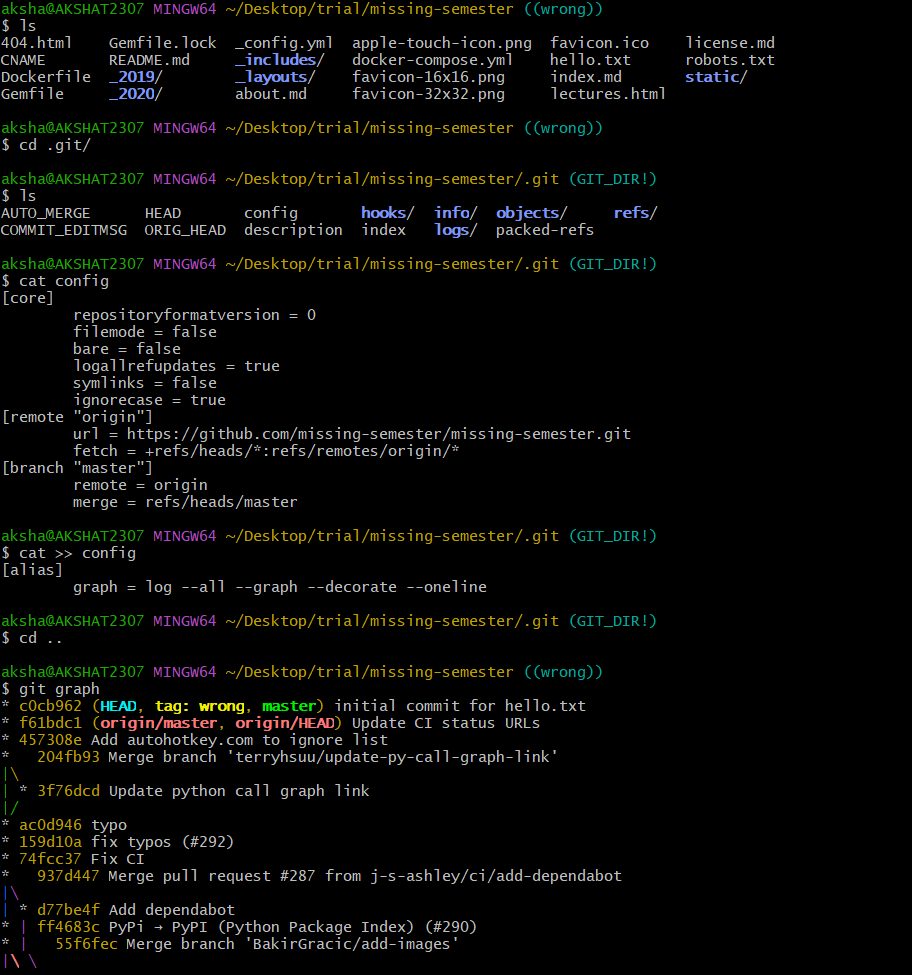 aksha@AKSHAT2307 MINGW64 ~/Desktop/trial/missing-semester ((wrong))
$ ls
404.html    Gemfile.lock  _config.yml  apple-touch-icon.png  favicon.ico    license.md
CNAME       README.md     _includes/   docker-compose.yml    hello.txt      robots.txt
Dockerfile  _2019/        _layouts/    favicon-16x16.png     index.md       static/
Gemfile     _2020/        about.md     favicon-32x32.png     lectures.html

aksha@AKSHAT2307 MINGW64 ~/Desktop/trial/missing-semester ((wrong))
$ cd .git/

aksha@AKSHAT2307 MINGW64 ~/Desktop/trial/missing-semester/.git (GIT_DIR!)
$ ls
AUTO_MERGE      HEAD       config       hooks/  info/  objects/     refs/
COMMIT_EDITMSG  ORIG_HEAD  description  index   logs/  packed-refs

aksha@AKSHAT2307 MINGW64 ~/Desktop/trial/missing-semester/.git (GIT_DIR!)
$ cat config
[core]
        repositoryformatversion = 0
        filemode = false
        bare = false
        logallrefupdates = true
        symlinks = false
        ignorecase = true
[remote "origin"]
        url = https://github.com/missing-semester/missing-semester.git
        fetch = +refs/heads/*:refs/remotes/origin/*
[branch "master"]
        remote = origin
        merge = refs/heads/master

aksha@AKSHAT2307 MINGW64 ~/Desktop/trial/missing-semester/.git (GIT_DIR!)
$ cat >> config
[alias]
        graph = log --all --graph --decorate --oneline

aksha@AKSHAT2307 MINGW64 ~/Desktop/trial/missing-semester/.git (GIT_DIR!)
$ cd ..

aksha@AKSHAT2307 MINGW64 ~/Desktop/trial/missing-semester ((wrong))
$ git graph
* c0cb962 (HEAD, tag: wrong, master) initial commit for hello.txt
* f61bdc1 (origin/master, origin/HEAD) Update CI status URLs
* 457308e Add autohotkey.com to ignore list
*   204fb93 Merge branch 'terryhsuu/update-py-call-graph-link'
|\
| * 3f76dcd Update python call graph link
|/
* ac0d946 typo
* 159d10a fix typos (#292)
* 74fcc37 Fix CI
*   937d447 Merge pull request #287 from j-s-ashley/ci/add-dependabot
|\
| * d77be4f Add dependabot
* | ff4683c PyPi → PyPI (Python Package Index) (#290)
* |   55f6fec Merge branch 'BakirGracic/add-images'
|\ \